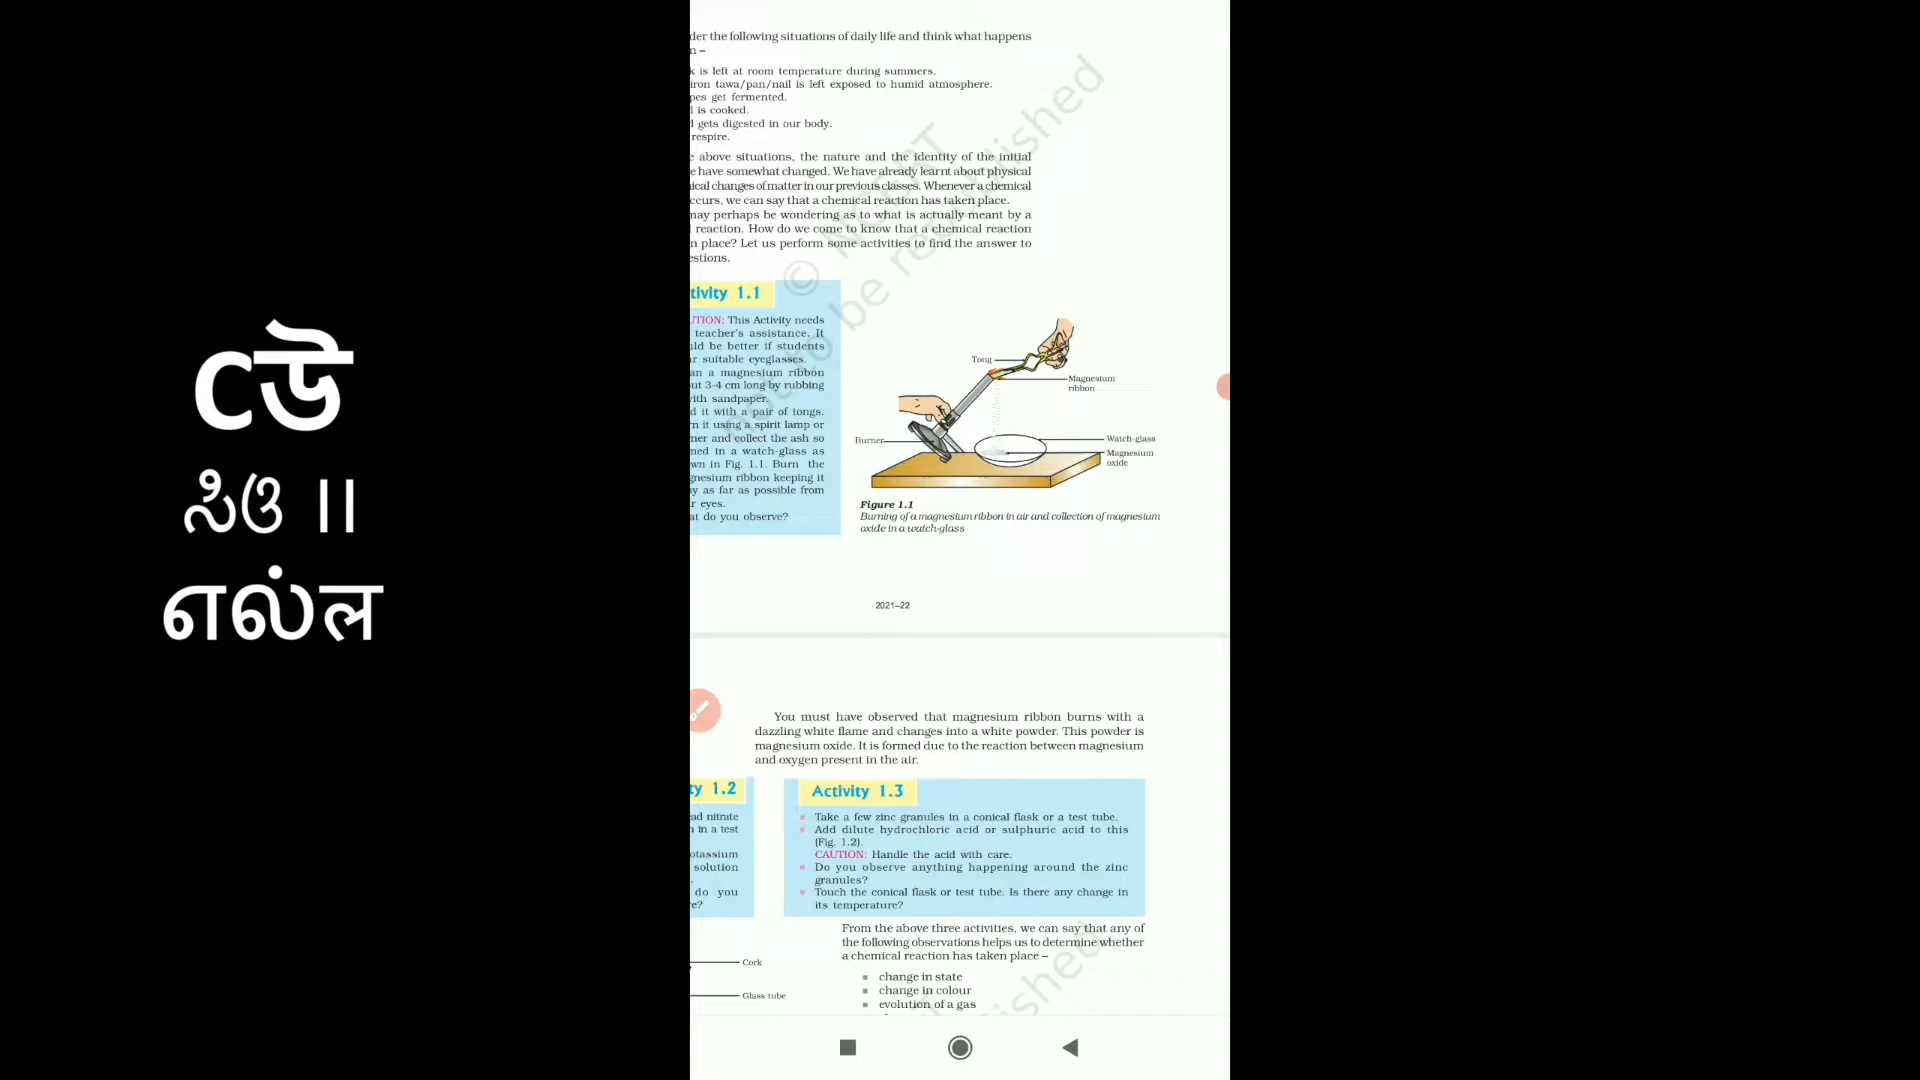 Cডে
నిଓ ॥
எல்ல
der the following situations of daily life and think what happens
n –
k is left at room temperature during summers.
iron tawa/pan/nail is left exposed to humid atmosphere.
pes get fermented.
d is cooked.
d gets digested in our body.
respire.
e above situations, the nature and the identity of the initial
e have somewhat changed. We have already learnt about physical
ical changes of matter in our previous classes. Whenever a chemical
ccurs, we can say that a chemical reaction has taken place.
may perhaps be wondering as to what is actually meant by a
l reaction. How do we come to know that a chemical reaction
n place? Let us perform some activities to find the answer to
estions.
tivity 1.1
UTION: This Activity needs
teacher's assistance. It
uld be better if students
ar suitable eyeglasses.
an a magnesium ribbon
out 3-4 cm long by rubbing
with sandpaper.
d it with a pair of tongs.
rn it using a spirit lamp or
ner and collect the ash so
med in a watch-glass as
wn in Fig. 1.1. Burn the
gnesium ribbon keeping it
ay as far as possible from
r eyes.
at do you observe?
Tong
Magnesium
ribbon
Burner
Watch-glass
Magnesium
oxide
Figure 1.1
Burning of a magnesium ribbon in air and collection of magnesium
oxide in a watch-glass
© NCERT
not to be republished
2021–22
You must have observed that magnesium ribbon burns with a
dazzling white flame and changes into a white powder. This powder is
magnesium oxide. It is formed due to the reaction between magnesium
and oxygen present in the air.
ty 1.2
ad nitrate
n in a test
otassium
solution
.
do you
re?
Activity 1.3
Take a few zinc granules in a conical flask or a test tube.
Add dilute hydrochloric acid or sulphuric acid to this
(Fig. 1.2).
CAUTION: Handle the acid with care.
Do you observe anything happening around the zinc
granules?
Touch the conical flask or test tube. Is there any change in
its temperature?
From the above three activities, we can say that any of
the following observations helps us to determine whether
a chemical reaction has taken place –
change in state
change in colour
evolution of a gas
Cork
Glass tube
ished